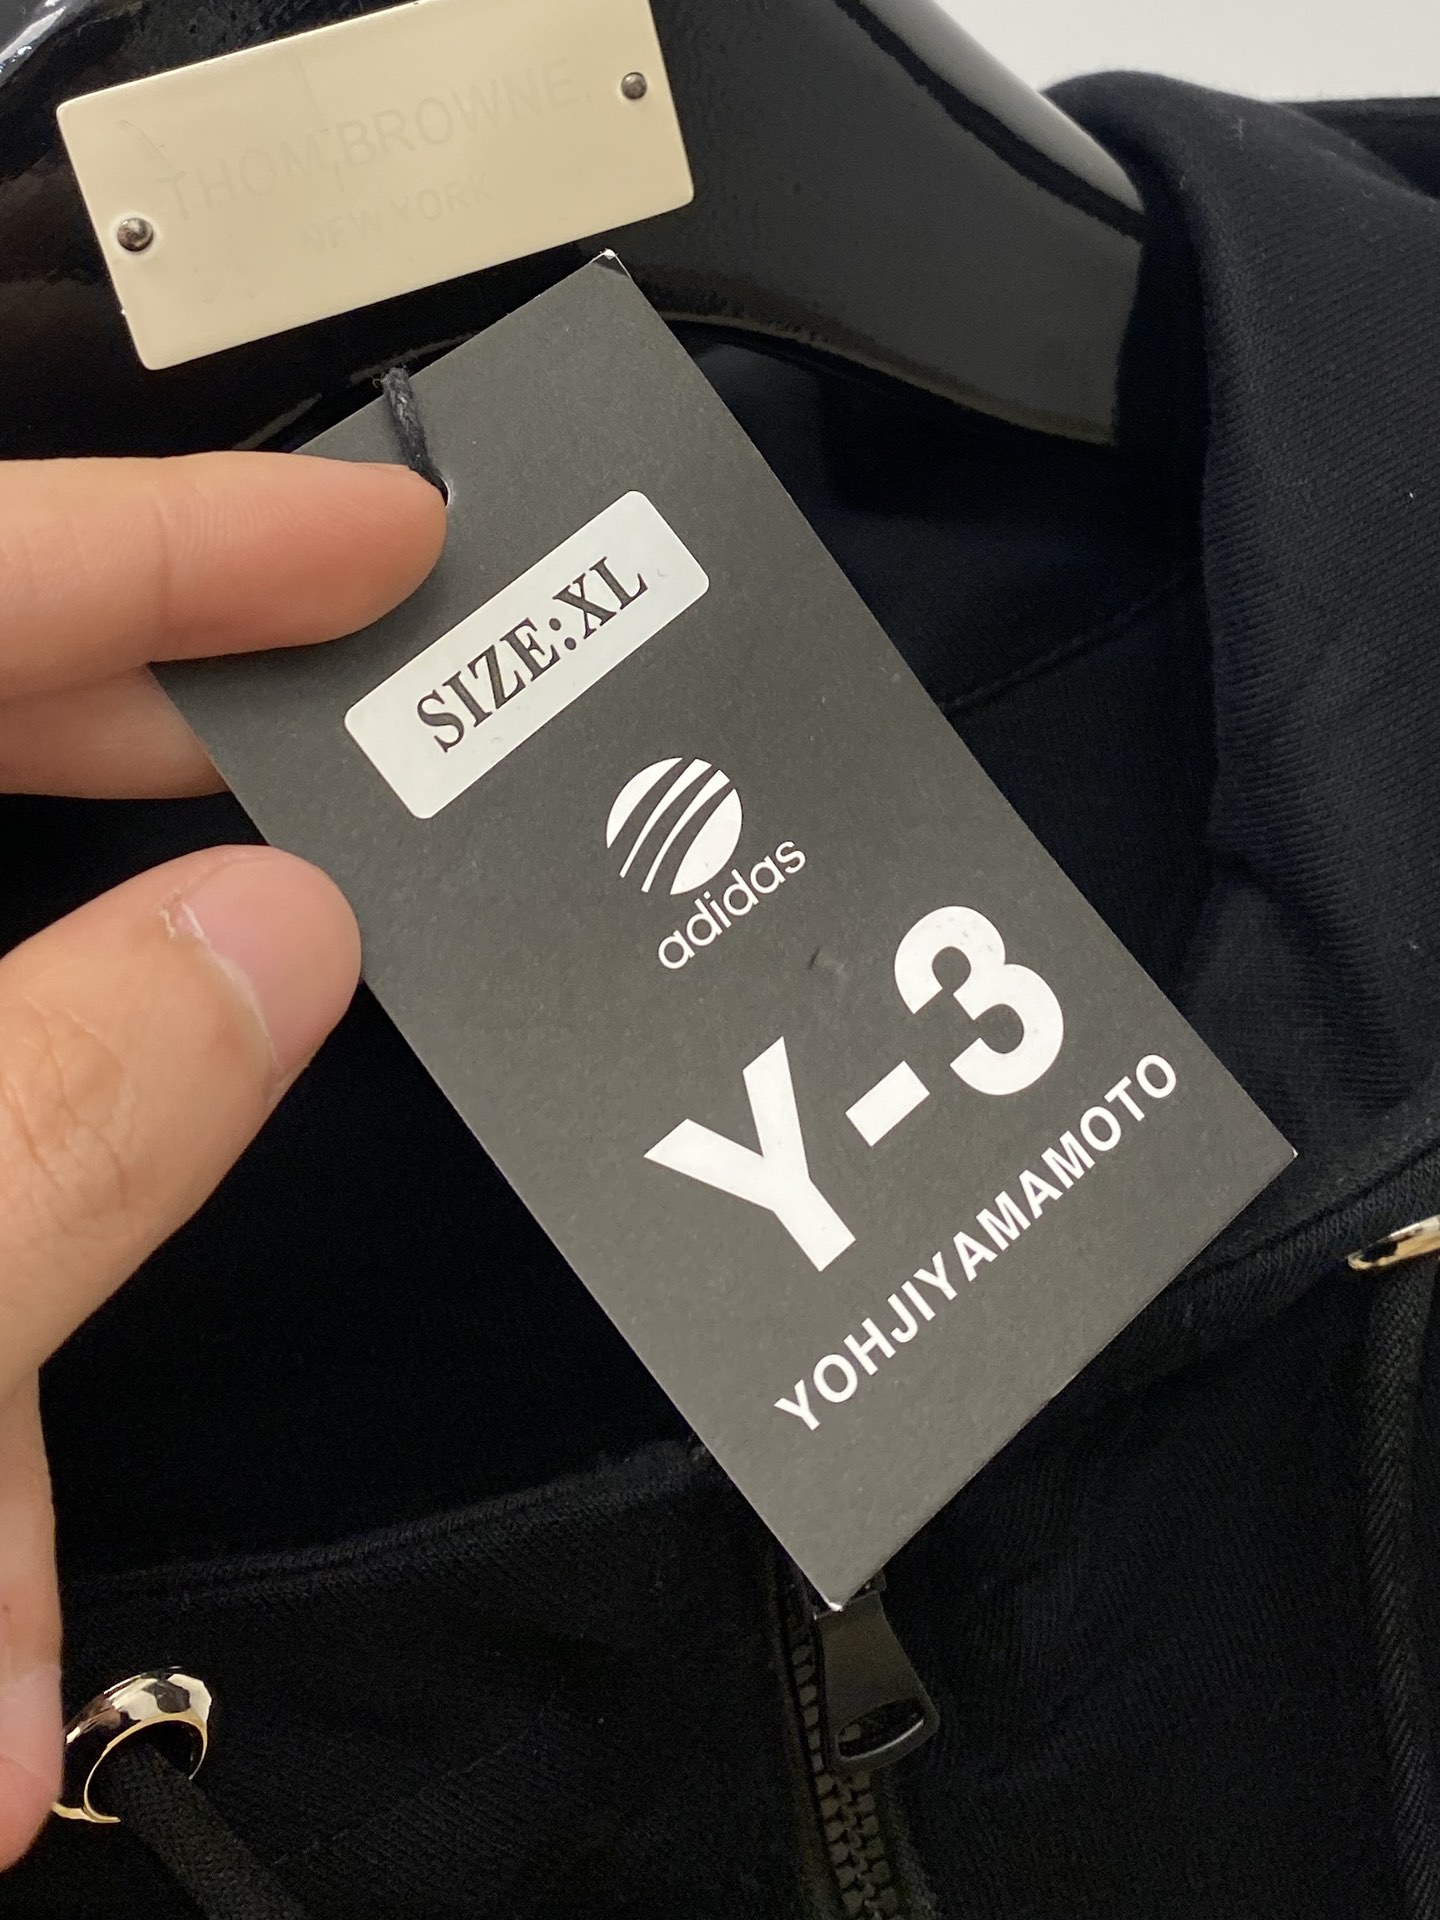 THOM BROWNE.
NEW YORK
SIZE:XL
adidas
Y-3
YOHJIYAMAMOTO